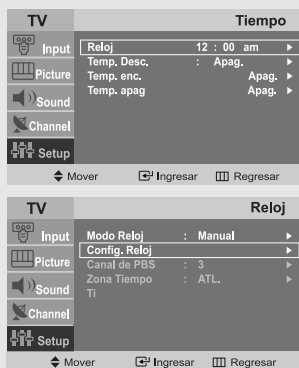 TV Tiempo
Input
Picture
Sound
Channel
Setup
Reloj 12 : 00 am
Temp. Desc. : Apag.
Temp. enc. Apag.
Temp. apag Apag.
Mover Ingresar Regresar
TV Reloj
Input
Picture
Sound
Channel
Setup
Modo Reloj : Manual
Config. Reloj
Canal de PBS : 3
Zona Tiempo : ATL.
Ti
Mover Ingresar Regresar